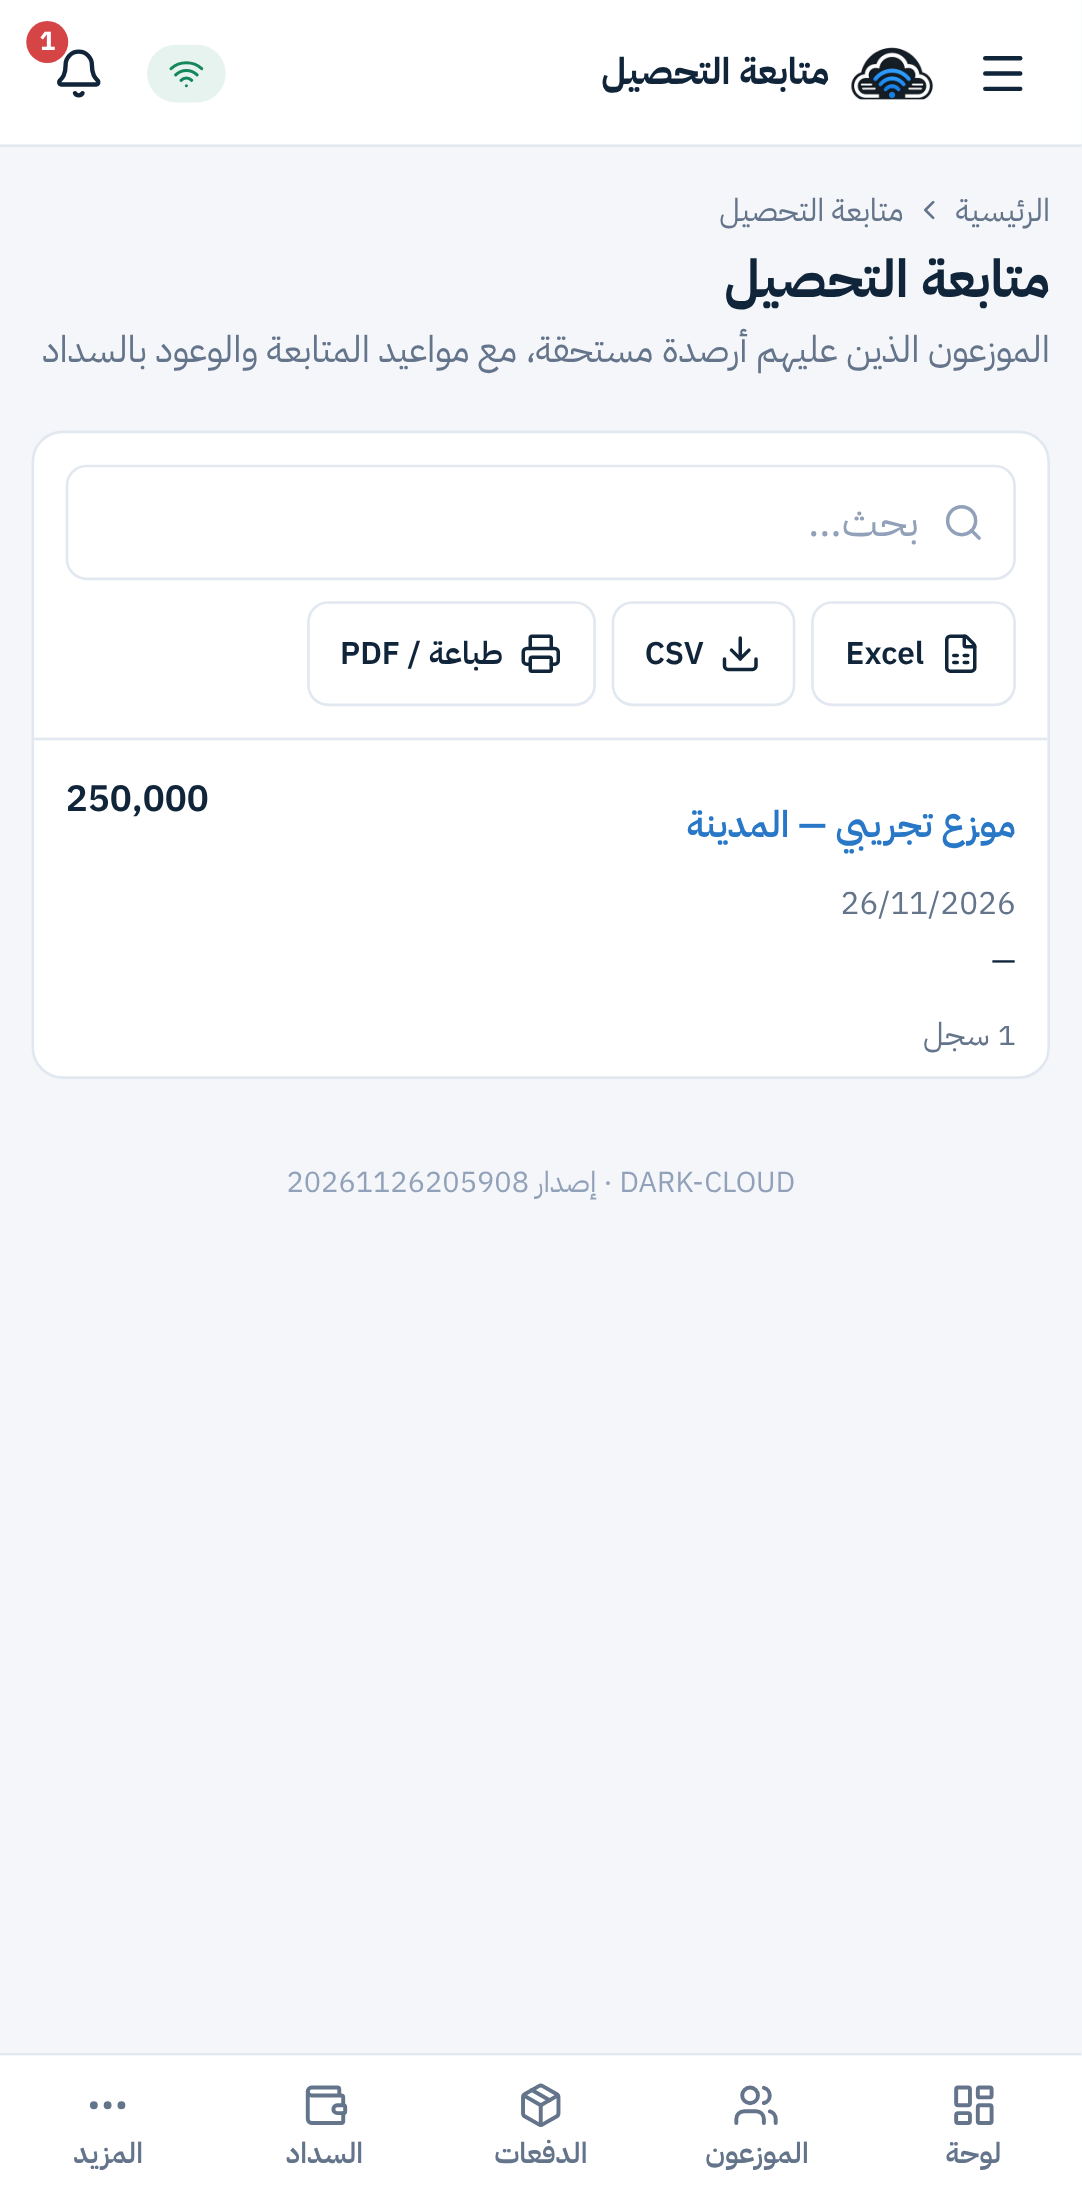 متابعة التحصيل
1
الرئيسية > متابعة التحصيل
متابعة التحصيل
الموزعون الذين عليهم أرصدة مستحقة، مع مواعيد المتابعة والوعود بالسداد
بحث...
Excel
CSV
طباعة / PDF
موزع تجريبي — المدينة
250,000
26/11/2026
—
1 سجل
DARK-CLOUD · إصدار 20261126205908
لوحة
الموزعون
الدفعات
السداد
المزيد